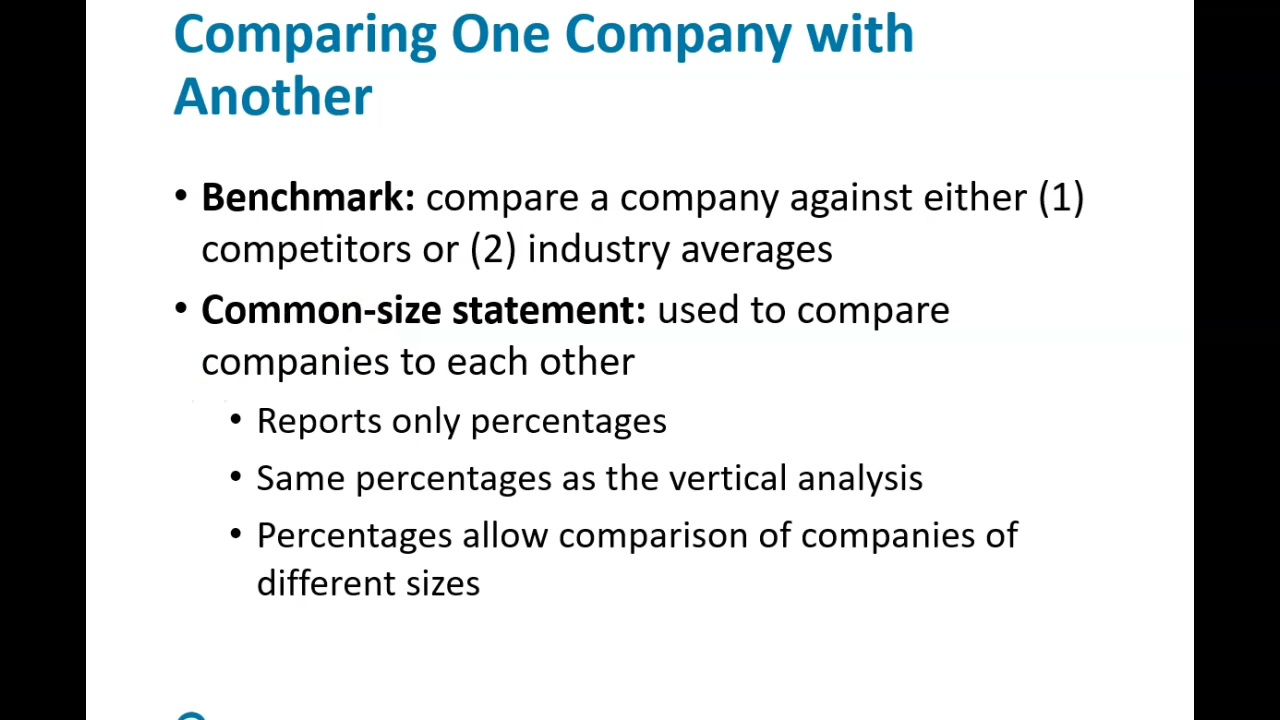 Comparing One Company with
Another
• Benchmark: compare a company against either (1)
competitors or (2) industry averages
• Common-size statement: used to compare
companies to each other
• Reports only percentages
• Same percentages as the vertical analysis
• Percentages allow comparison of companies of
different sizes